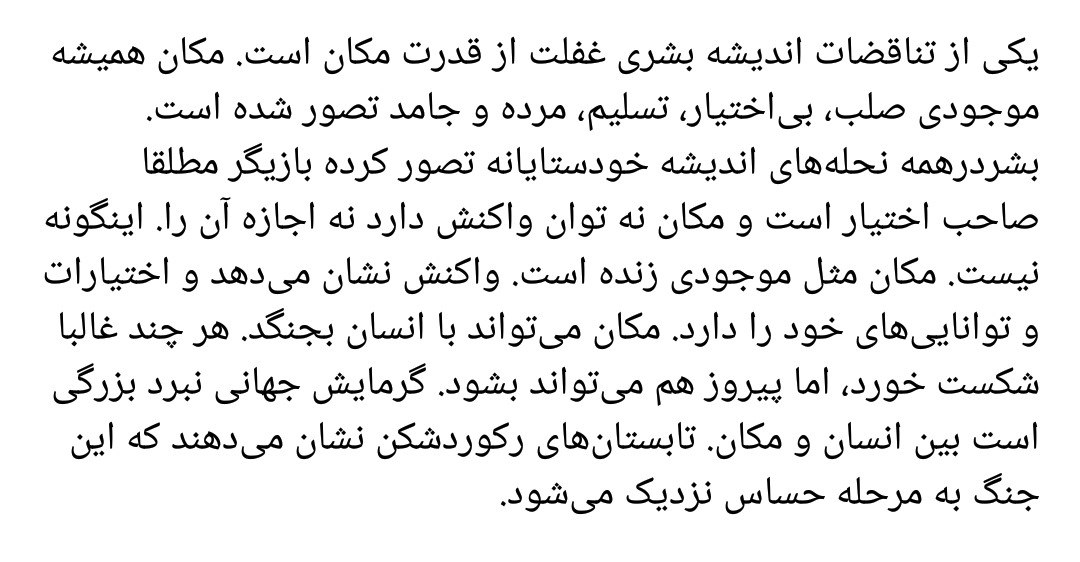 یکی از تناقضات اندیشه بشری غفلت از قدرت مکان است. مکان همیشه
موجودی صلب، بی‌اختیار، تسلیم، مرده و جامد تصور شده است.
بشردرهمه نحله‌های اندیشه خودستایانه تصور کرده بازیگر مطلقا
صاحب اختیار است و مکان نه توان واکنش دارد نه اجازه آن را. اینگونه
نیست. مکان مثل موجودی زنده است. واکنش نشان می‌دهد و اختیارات
و توانایی‌های خود را دارد. مکان می‌تواند با انسان بجنگد. هر چند غالبا
شکست خورد، اما پیروز هم می‌تواند بشود. گرمایش جهانی نبرد بزرگی
است بین انسان و مکان. تابستان‌های رکوردشکن نشان می‌دهند که این
جنگ به مرحله حساس نزدیک می‌شود.